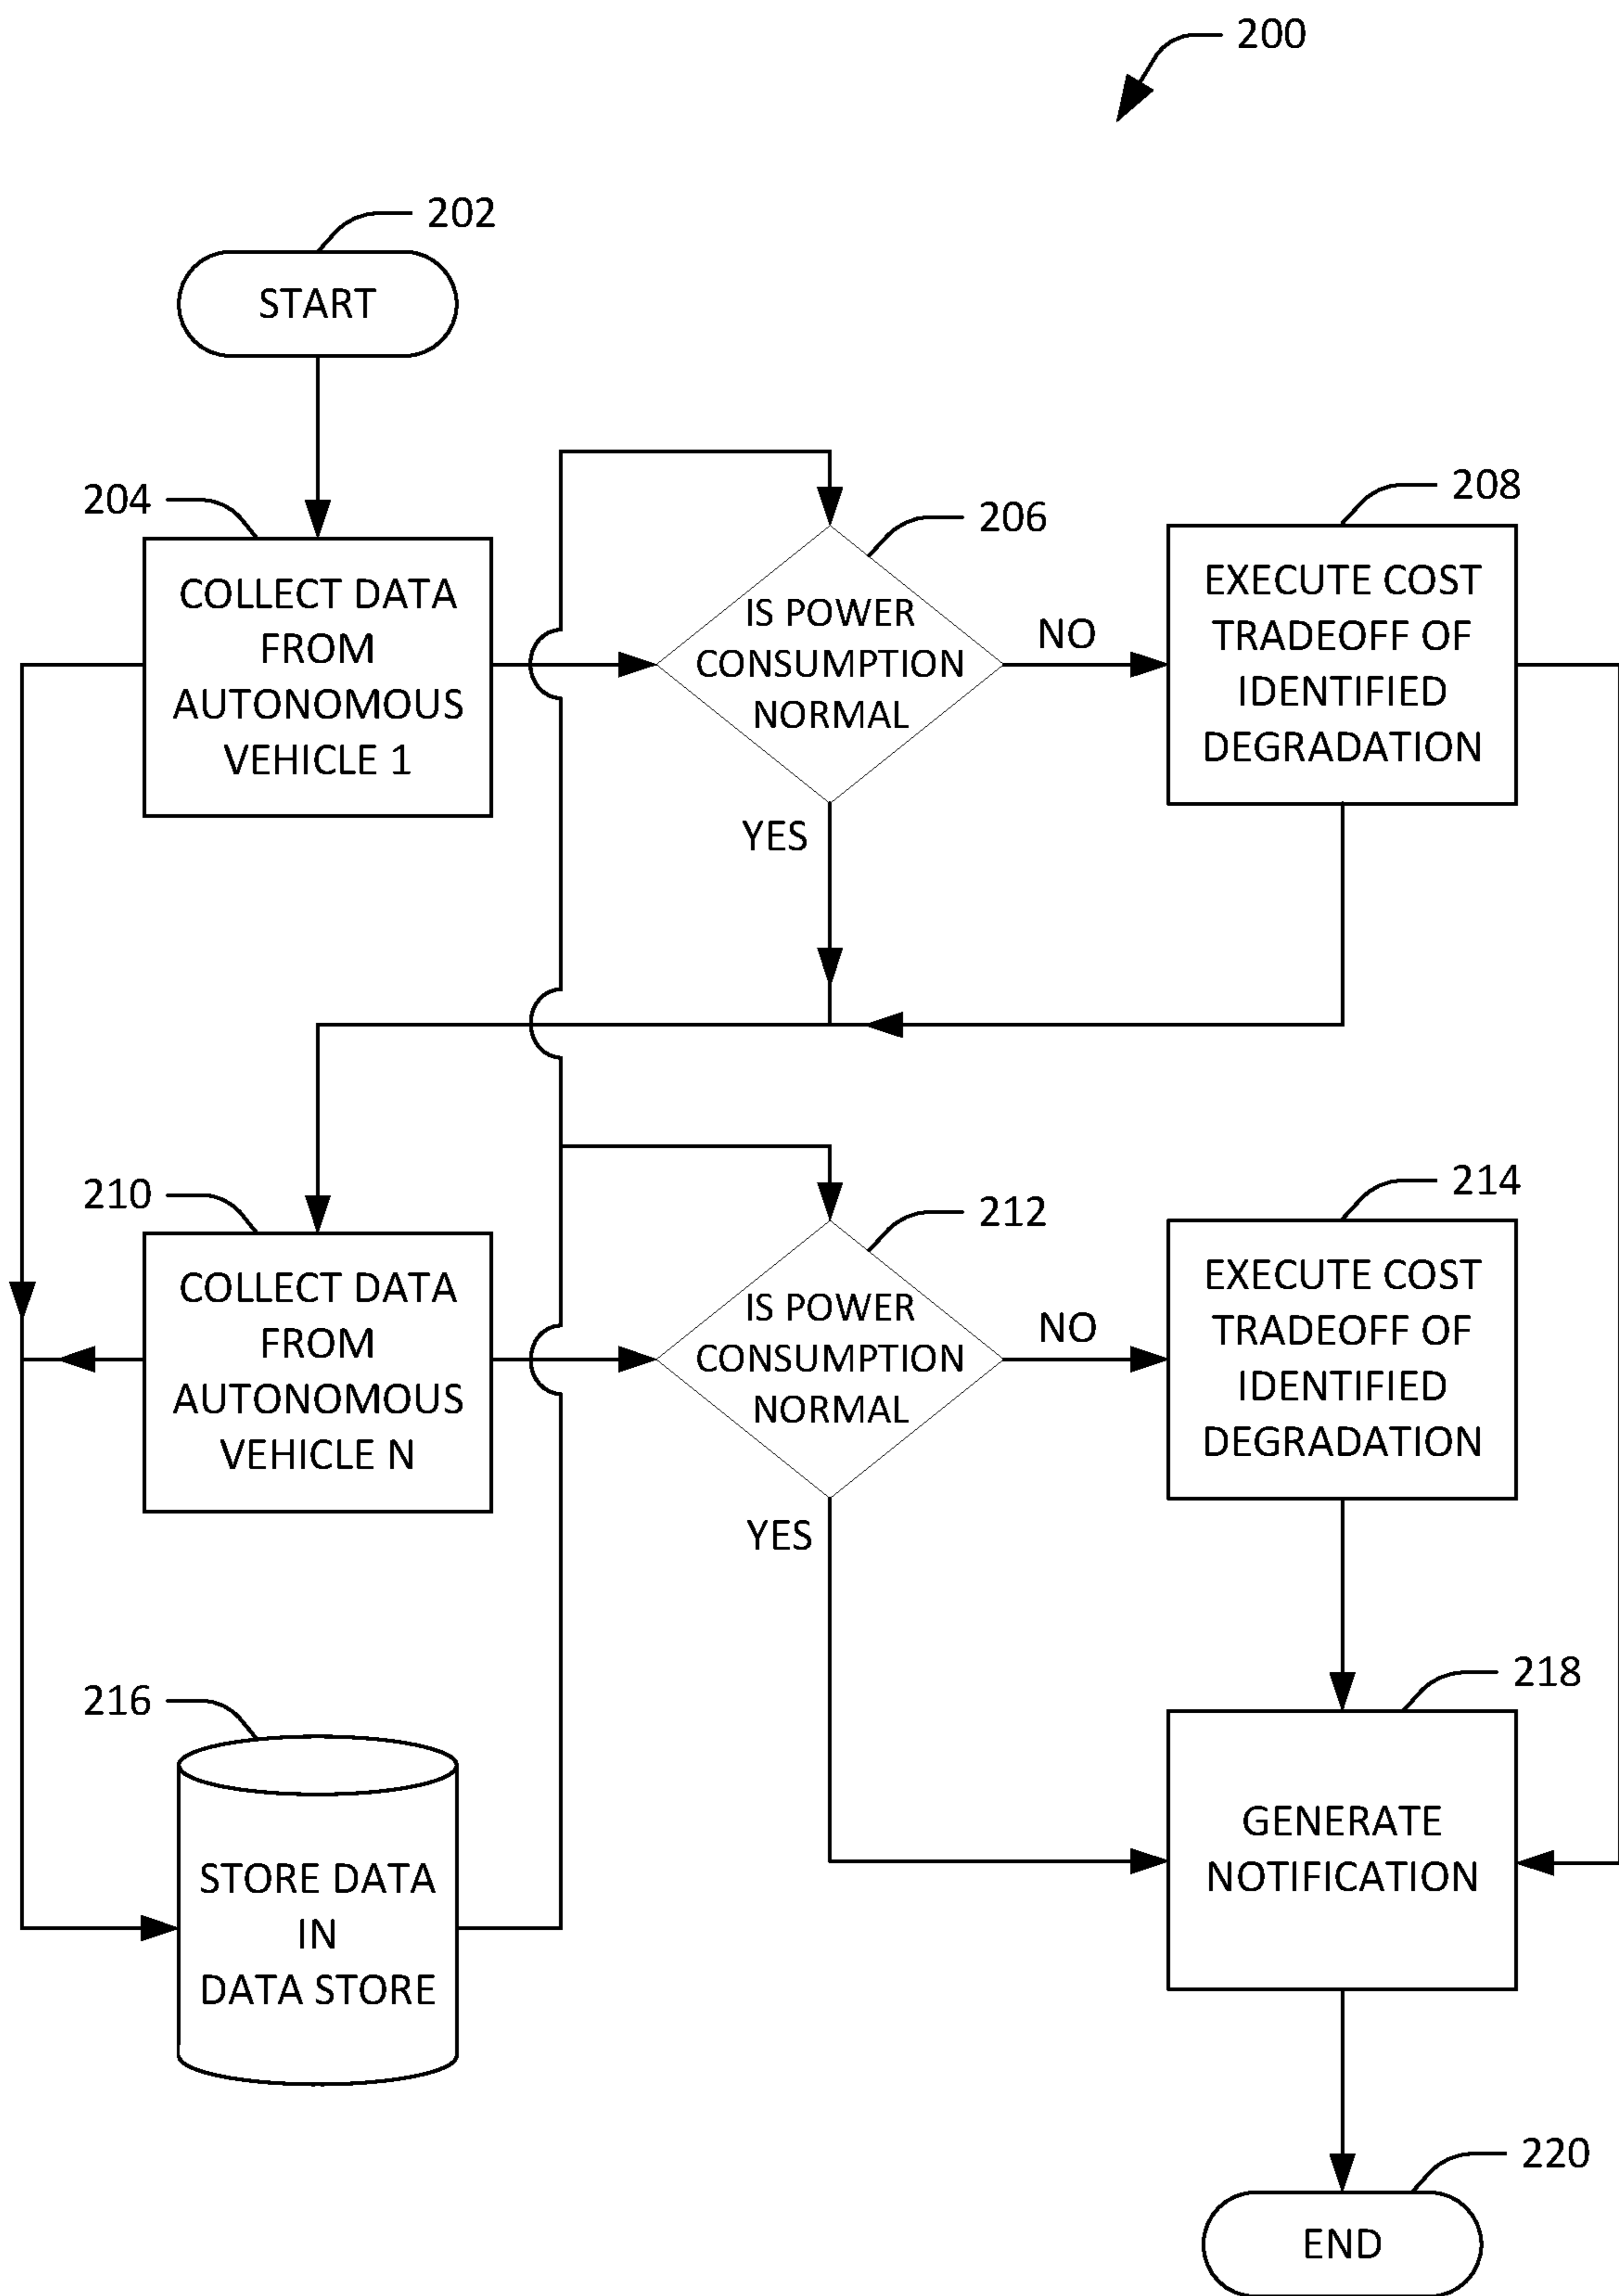 200
202
START
204
COLLECT DATA
FROM
AUTONOMOUS
VEHICLE 1
206
IS POWER
CONSUMPTION
NORMAL
NO
YES
208
EXECUTE COST
TRADEOFF OF
IDENTIFIED
DEGRADATION
210
COLLECT DATA
FROM
AUTONOMOUS
VEHICLE N
212
IS POWER
CONSUMPTION
NORMAL
NO
YES
214
EXECUTE COST
TRADEOFF OF
IDENTIFIED
DEGRADATION
216
STORE DATA
IN
DATA STORE
218
GENERATE
NOTIFICATION
220
END